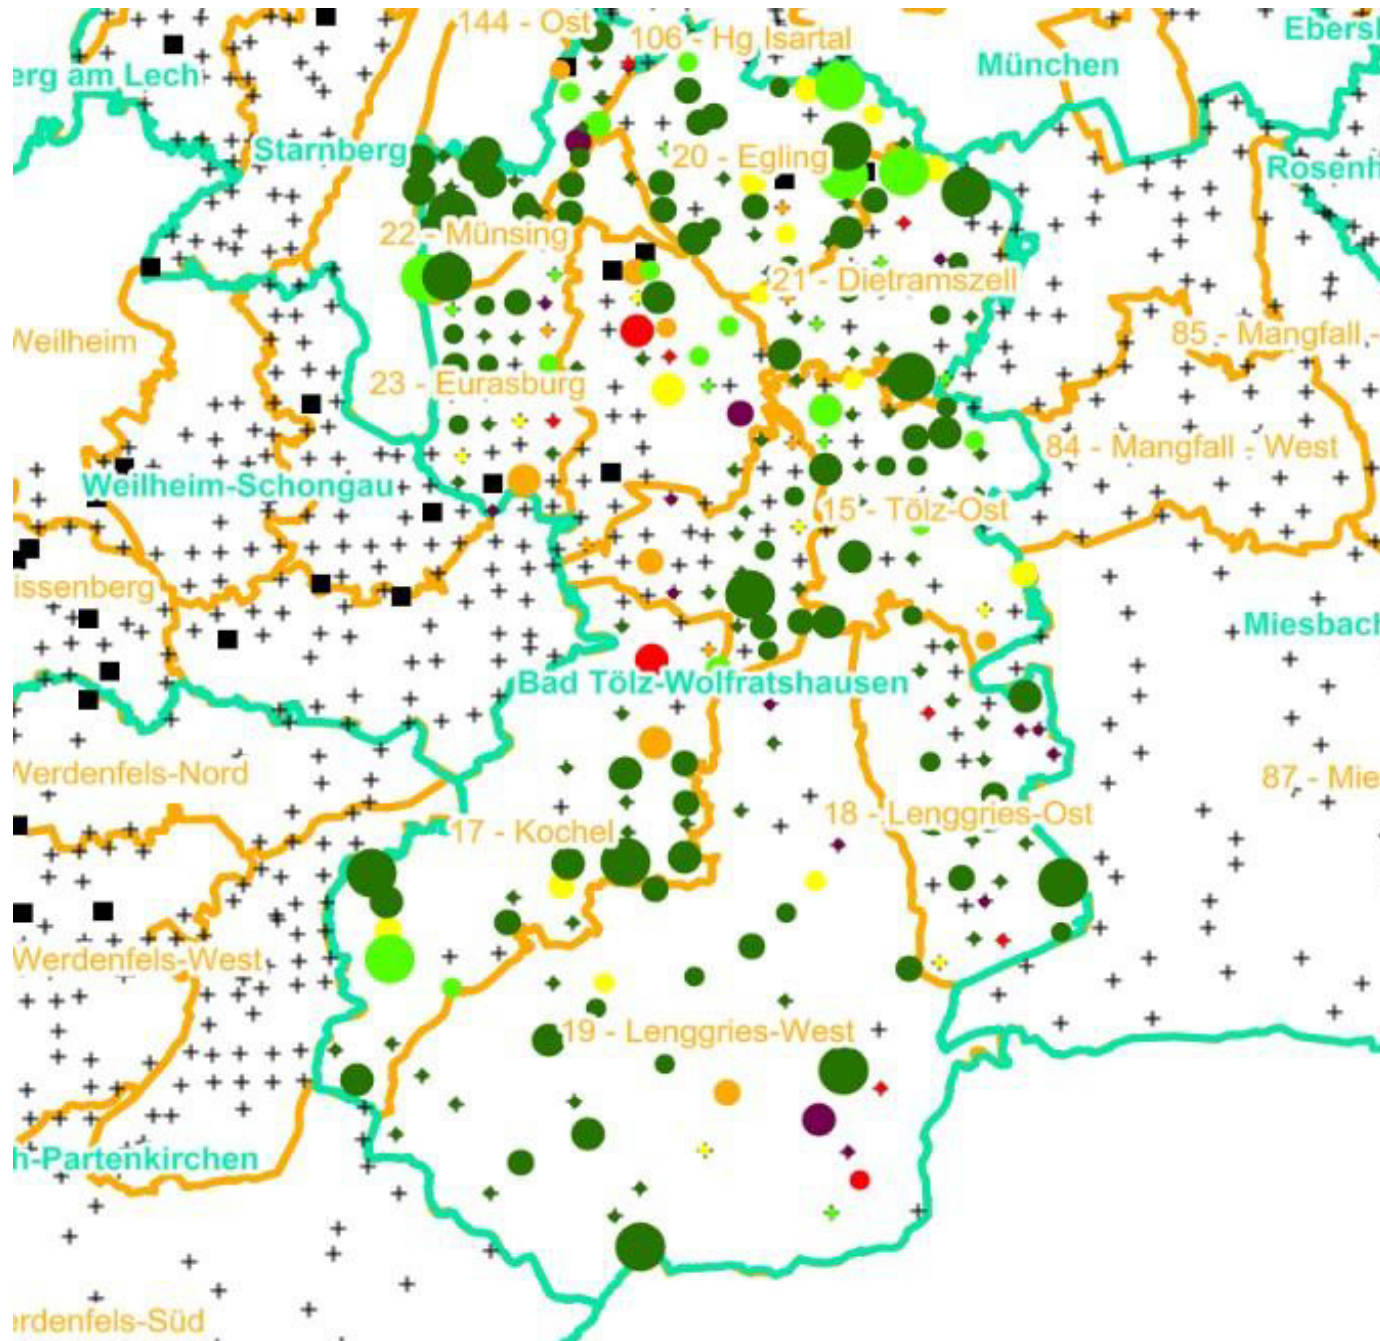 144 - Ost
106 - Hg Isartal
Ebersl
München
erg am Lech
Starnberg
20 - Egling
Rosenh
22 - Münsing
21 - Dietramszell
Weilheim
85 - Mangfall -
23 - Eurasburg
84 - Mangfall - West
Weilheim-Schongau
15 - Tölz-Ost
issenberg
Miesbach
Bad Tölz-Wolfratshausen
Werdenfels-Nord
87 - Mie
18 - Lenggries-Ost
17 - Kochel
Werdenfels-West
19 - Lenggries-West
h-Partenkirchen
erdenfels-Süd